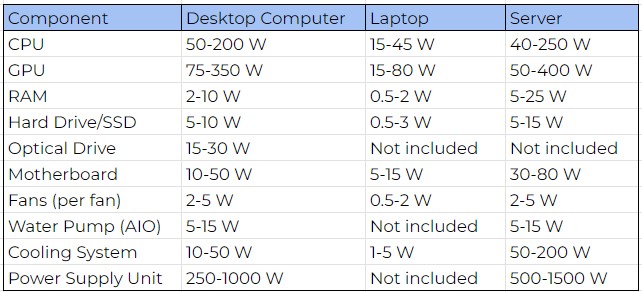 Component Desktop Computer Laptop Server
CPU 50-200 W 15-45 W 40-250 W
GPU 75-350 W 15-80 W 50-400 W
RAM 2-10 W 0.5-2 W 5-25 W
Hard Drive/SSD 5-10 W 0.5-3 W 5-15 W
Optical Drive 15-30 W Not included Not included
Motherboard 10-50 W 5-15 W 30-80 W
Fans (per fan) 2-5 W 0.5-2 W 2-5 W
Water Pump (AIO) 5-15 W Not included 5-15 W
Cooling System 10-50 W 1-5 W 50-200 W
Power Supply Unit 250-1000 W Not included 500-1500 W